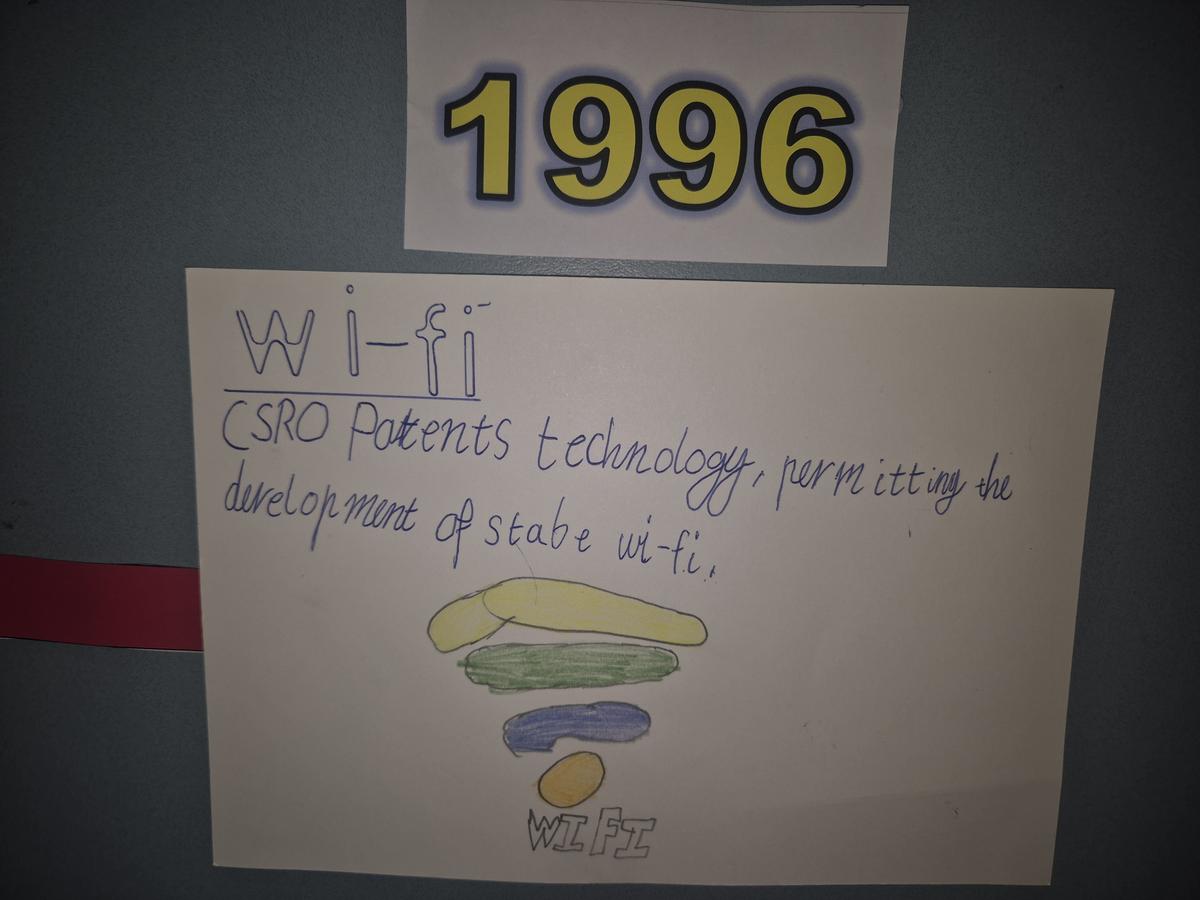 1996
wi-fi
CSRO Patents technology, permitting the
development of stabe wi-fi.
WIFI